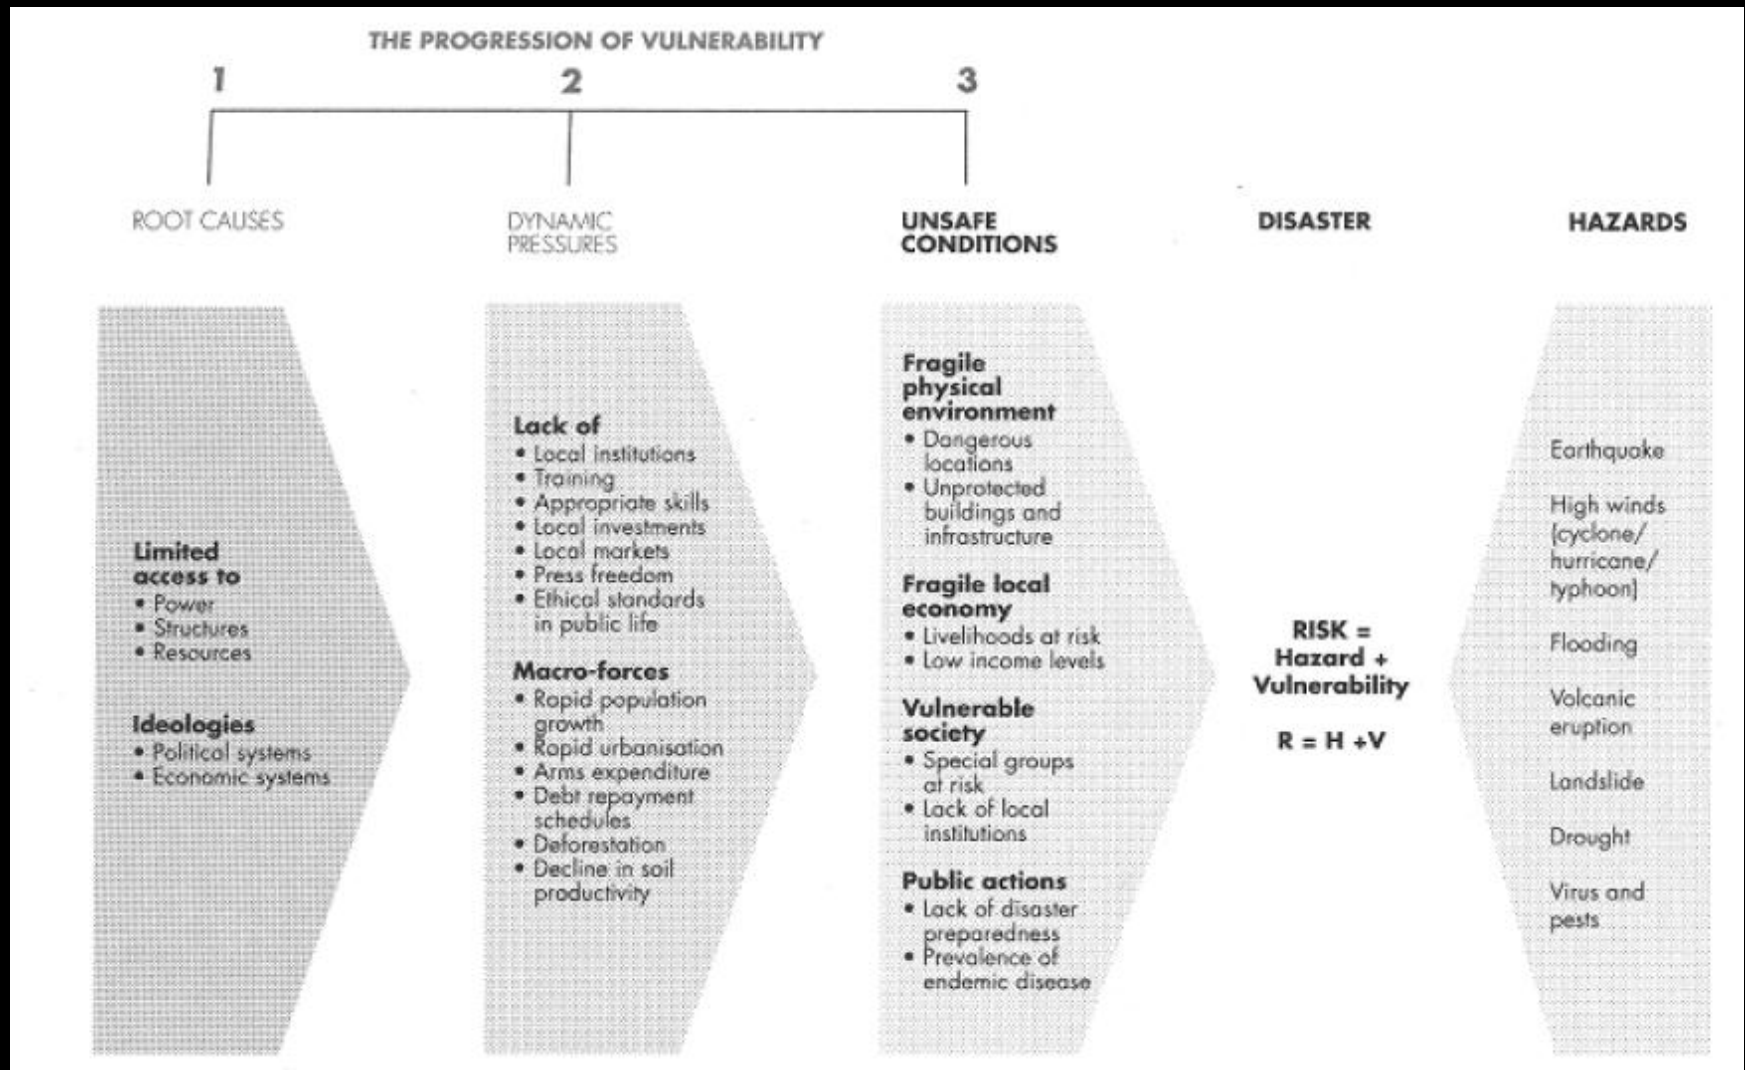 THE PROGRESSION OF VULNERABILITY
1
2
3
ROOT CAUSES
DYNAMIC
PRESSURES
UNSAFE
CONDITIONS
DISASTER
HAZARDS
Limited
access to
• Power
• Structures
• Resources
Ideologies
• Political systems
• Economic systems
Lack of
• Local institutions
• Training
• Appropriate skills
• Local investments
• Local markets
• Press freedom
• Ethical standards
in public life
Macro-forces
• Rapid population
growth
• Rapid urbanisation
• Arms expenditure
• Debt repayment
schedules
• Deforestation
• Decline in soil
productivity
Fragile
physical
environment
• Dangerous
locations
• Unprotected
buildings and
infrastructure
Fragile local
economy
• Livelihoods at risk
• Low income levels
Vulnerable
society
• Special groups
at risk
• Lack of local
institutions
Public actions
• Lack of disaster
preparedness
• Prevalence of
endemic disease
RISK =
Hazard +
Vulnerability
R = H +V
Earthquake
High winds
(cyclone/
hurricane/
typhoon)
Flooding
Volcanic
eruption
Landslide
Drought
Virus and
pests